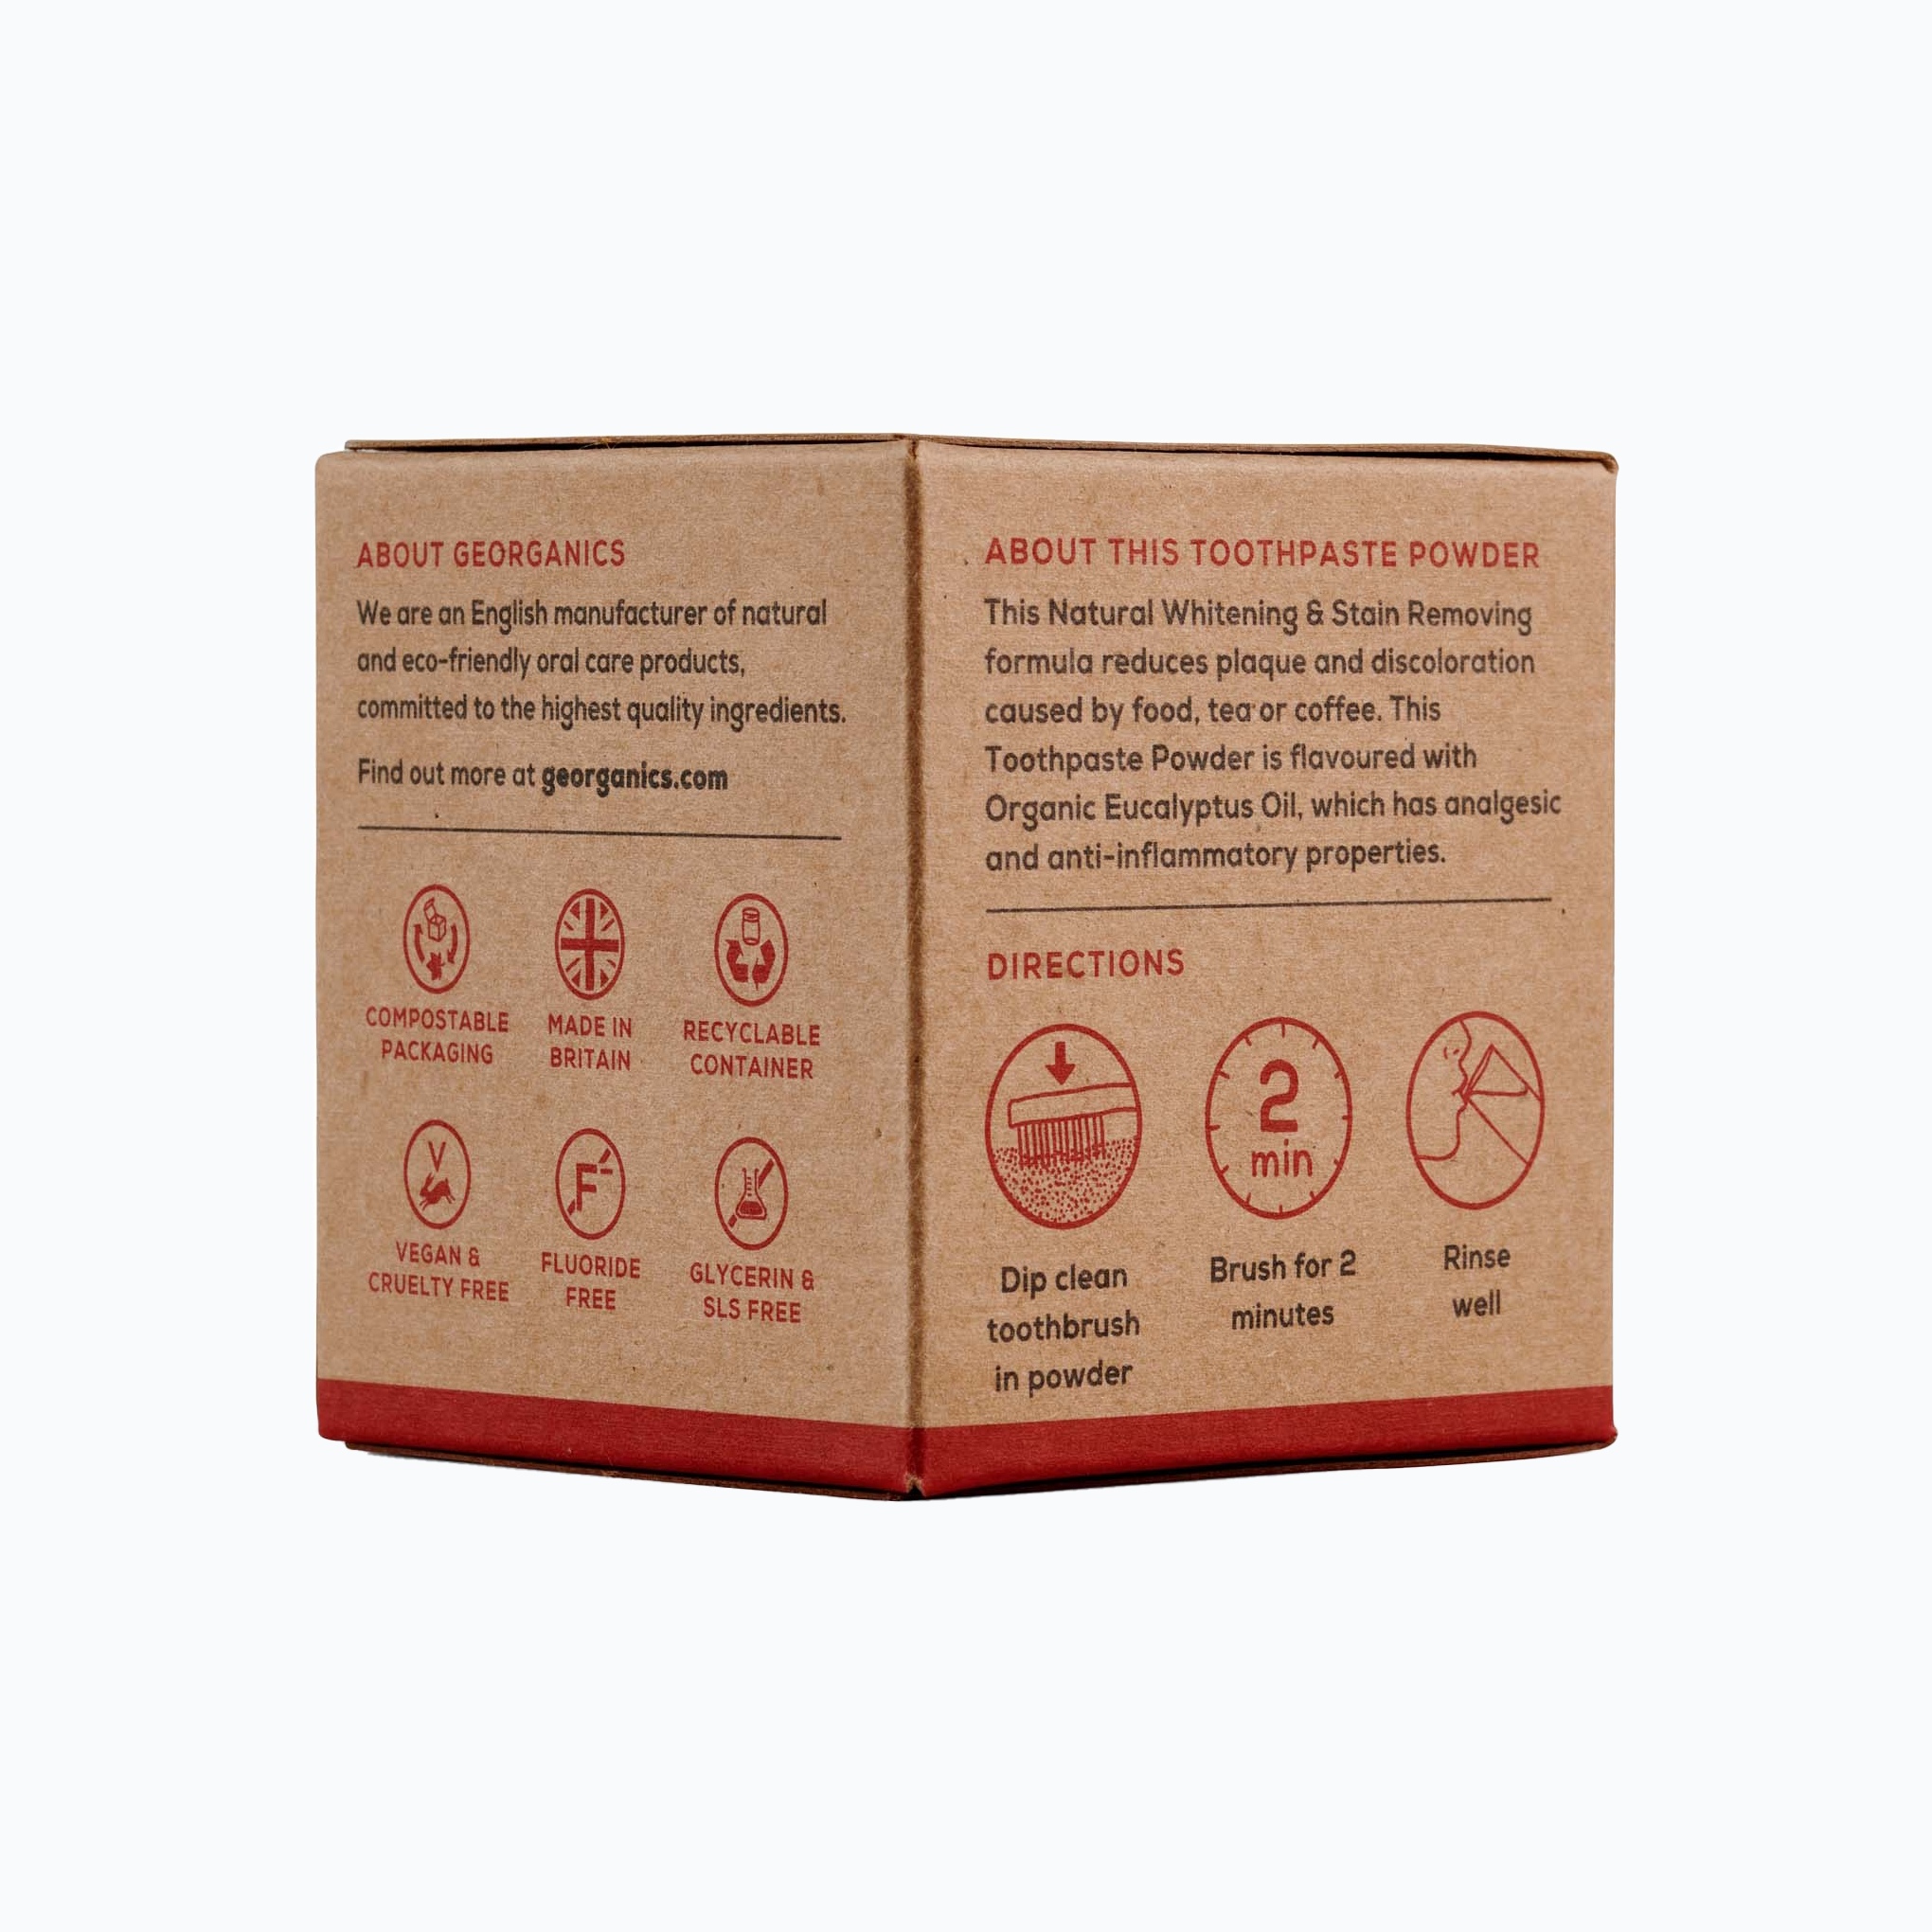 ABOUT GEORGANICS
We are an English manufacturer of natural
and eco-friendly oral care products,
committed to the highest quality ingredients.
Find out more at georganics.com
COMPOSTABLE
PACKAGING
MADE IN
BRITAIN
RECYCLABLE
CONTAINER
V
VEGAN &
CRUELTY FREE
F-
FLUORIDE
FREE
GLYCERIN &
SLS FREE
ABOUT THIS TOOTHPASTE POWDER
This Natural Whitening & Stain Removing
formula reduces plaque and discoloration
caused by food, tea or coffee. This
Toothpaste Powder is flavoured with
Organic Eucalyptus Oil, which has analgesic
and anti-inflammatory properties.
DIRECTIONS
Dip clean
toothbrush
in powder
2
min
Brush for 2
minutes
Rinse
well